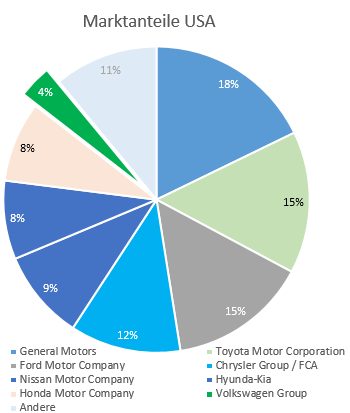 Marktanteile USA
11%
18%
4%
8%
15%
8%
9%
15%
12%
General Motors
Toyota Motor Corporation
Ford Motor Company
Chrysler Group / FCA
Nissan Motor Company
Hyunda-Kia
Honda Motor Company
Volkswagen Group
Andere